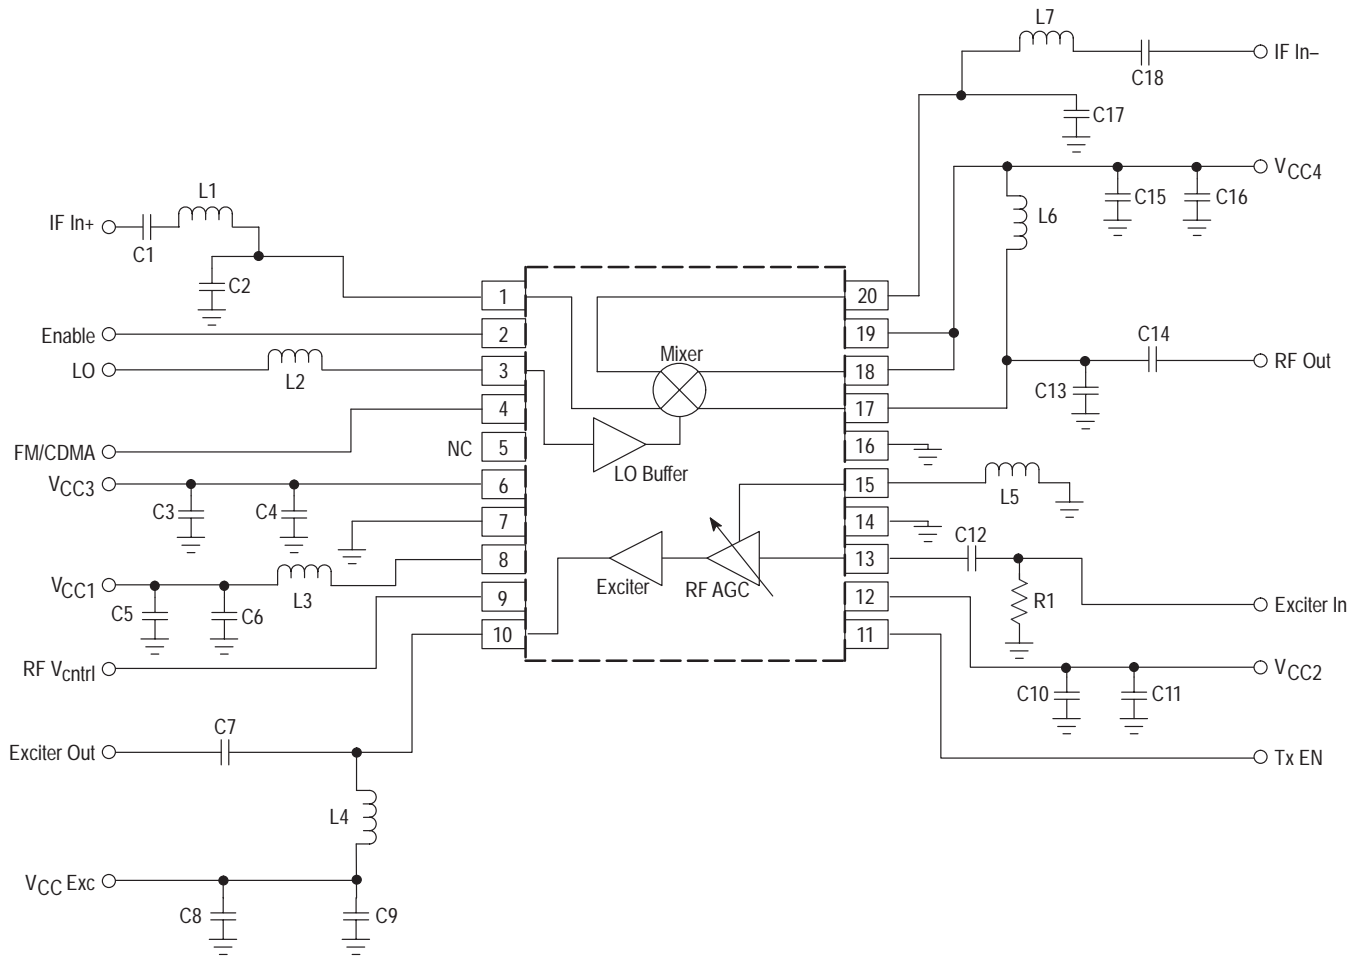 L7
IF In–
C18
C17
VCC4
L1
C15
C16
IF In+
L6
C1
C2
1
20
Enable
2
19
C14
Mixer
LO
L2
3
18
RF Out
C13
4
17
FM/CDMA
NC
5
16
LO Buffer
VCC3
6
15
L5
C3
C4
7
14
C12
8
13
VCC1
L3
Exciter
RF AGC
C5
C6
9
12
R1
Exciter In
10
11
RF Vcntrl
VCC2
C10
C11
C7
Exciter Out
Tx EN
L4
VCC Exc
C8
C9